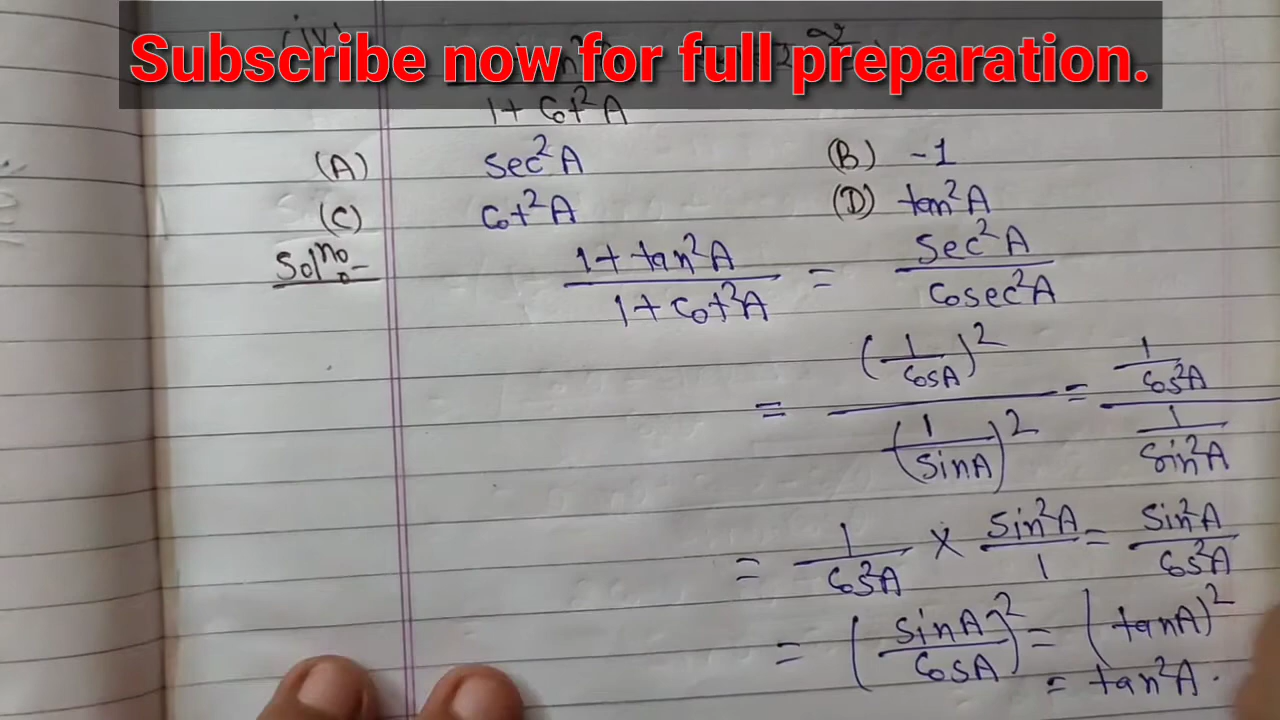 (iv)
Subscribe now for full preparation.
1 + Cot²A
(A) Sec²A (B) -1
(C) Cot²A (D) tan²A
Solⁿo:- 1 + tan²A / 1 + Cot²A = Sec²A / Cosec²A
= (1/CosA)² / (1/SinA)² = 1/Cos²A / 1/Sin²A
= 1/Cos²A × Sin²A/1 = Sin²A/Cos²A
= (SinA/CosA)² = (tanA)²
= tan²A.